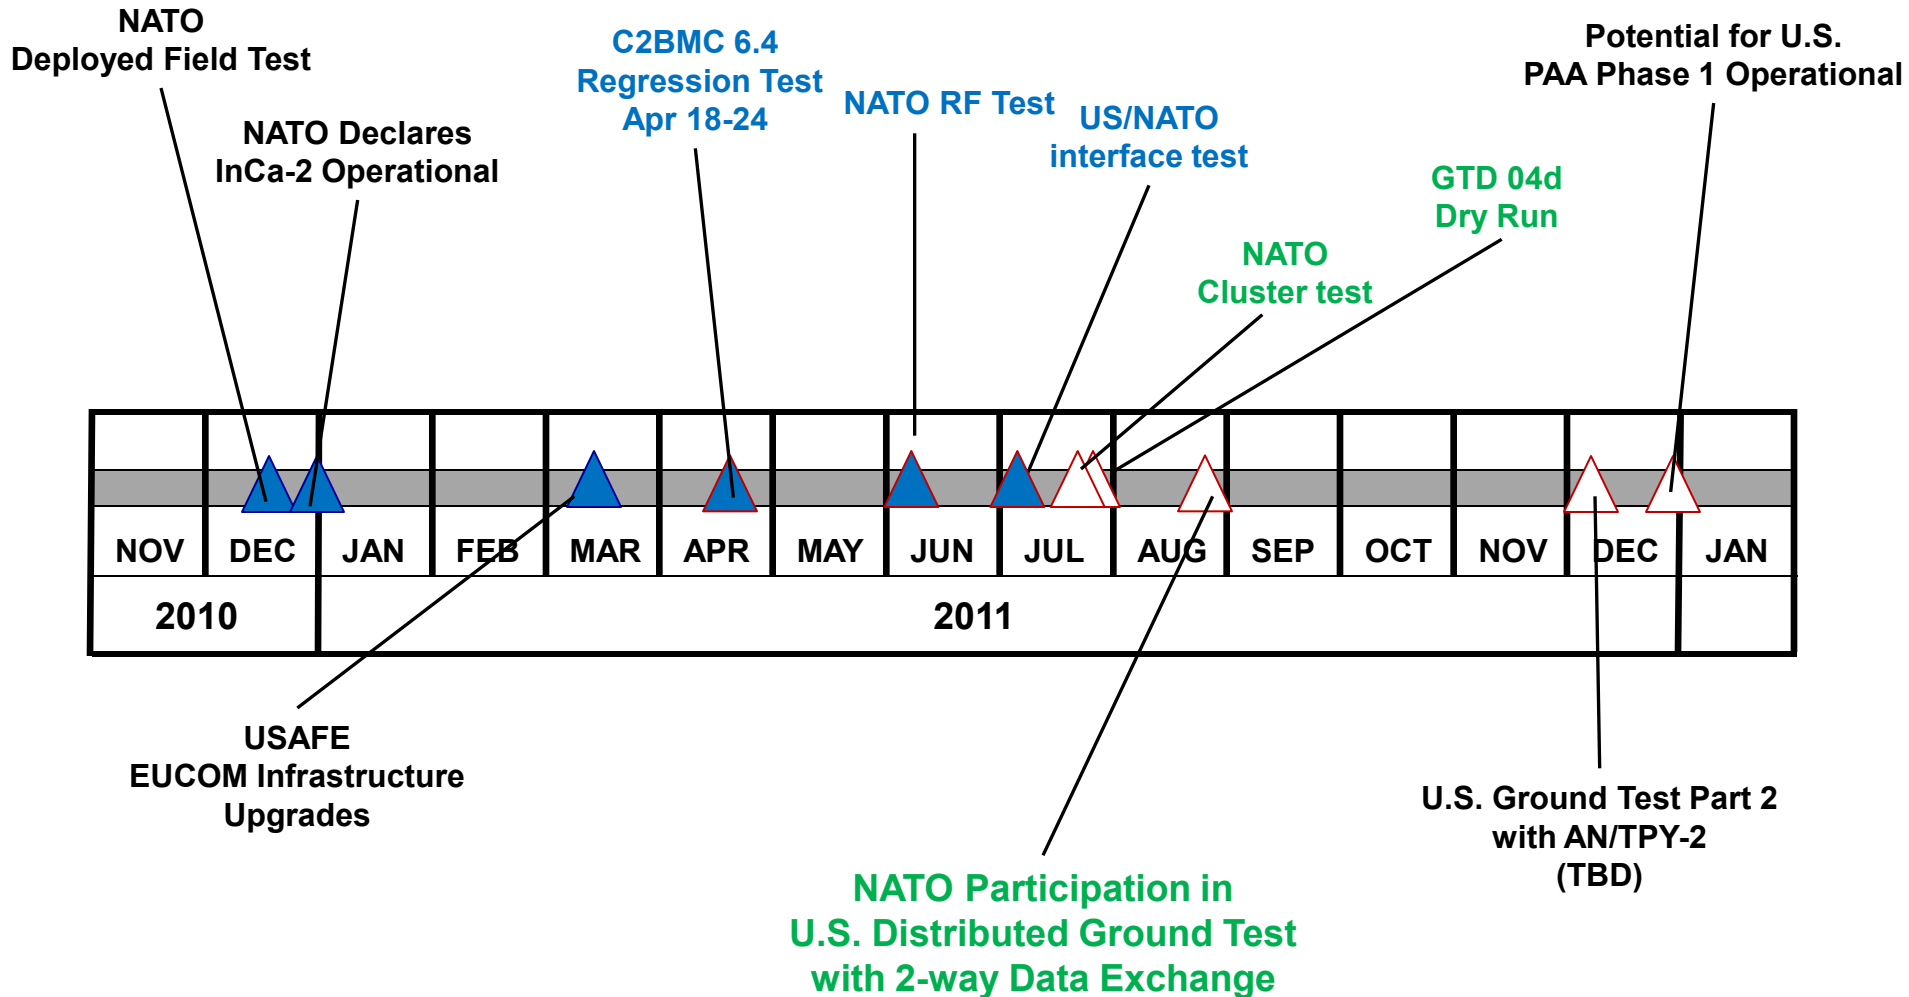 NATO
Deployed Field Test
NATO Declares
InCa-2 Operational
C2BMC 6.4
Regression Test
Apr 18-24
NATO RF Test
US/NATO
interface test
NATO
Cluster test
GTD 04d
Dry Run
Potential for U.S.
PAA Phase 1 Operational
NOV DEC JAN FEB MAR APR MAY JUN JUL AUG SEP OCT NOV DEC JAN
2010 2011
USAFE
EUCOM Infrastructure
Upgrades
NATO Participation in
U.S. Distributed Ground Test
with 2-way Data Exchange
U.S. Ground Test Part 2
with AN/TPY-2
(TBD)